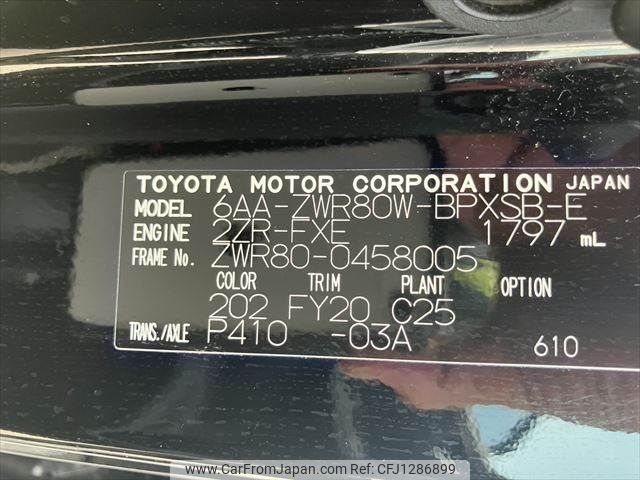 TOYOTA MOTOR CORPORATION JAPAN
MODEL 6AA-ZWR80W-BPXSB-E
ENGINE 2ZR-FXE 1797 mL
FRAME No. ZWR80-0458005
COLOR TRIM PLANT OPTION
202 FY20 C25
TRANS./AXLE P410 -03A 610
www.CarFromJapan.com Ref No. CFJ1286899